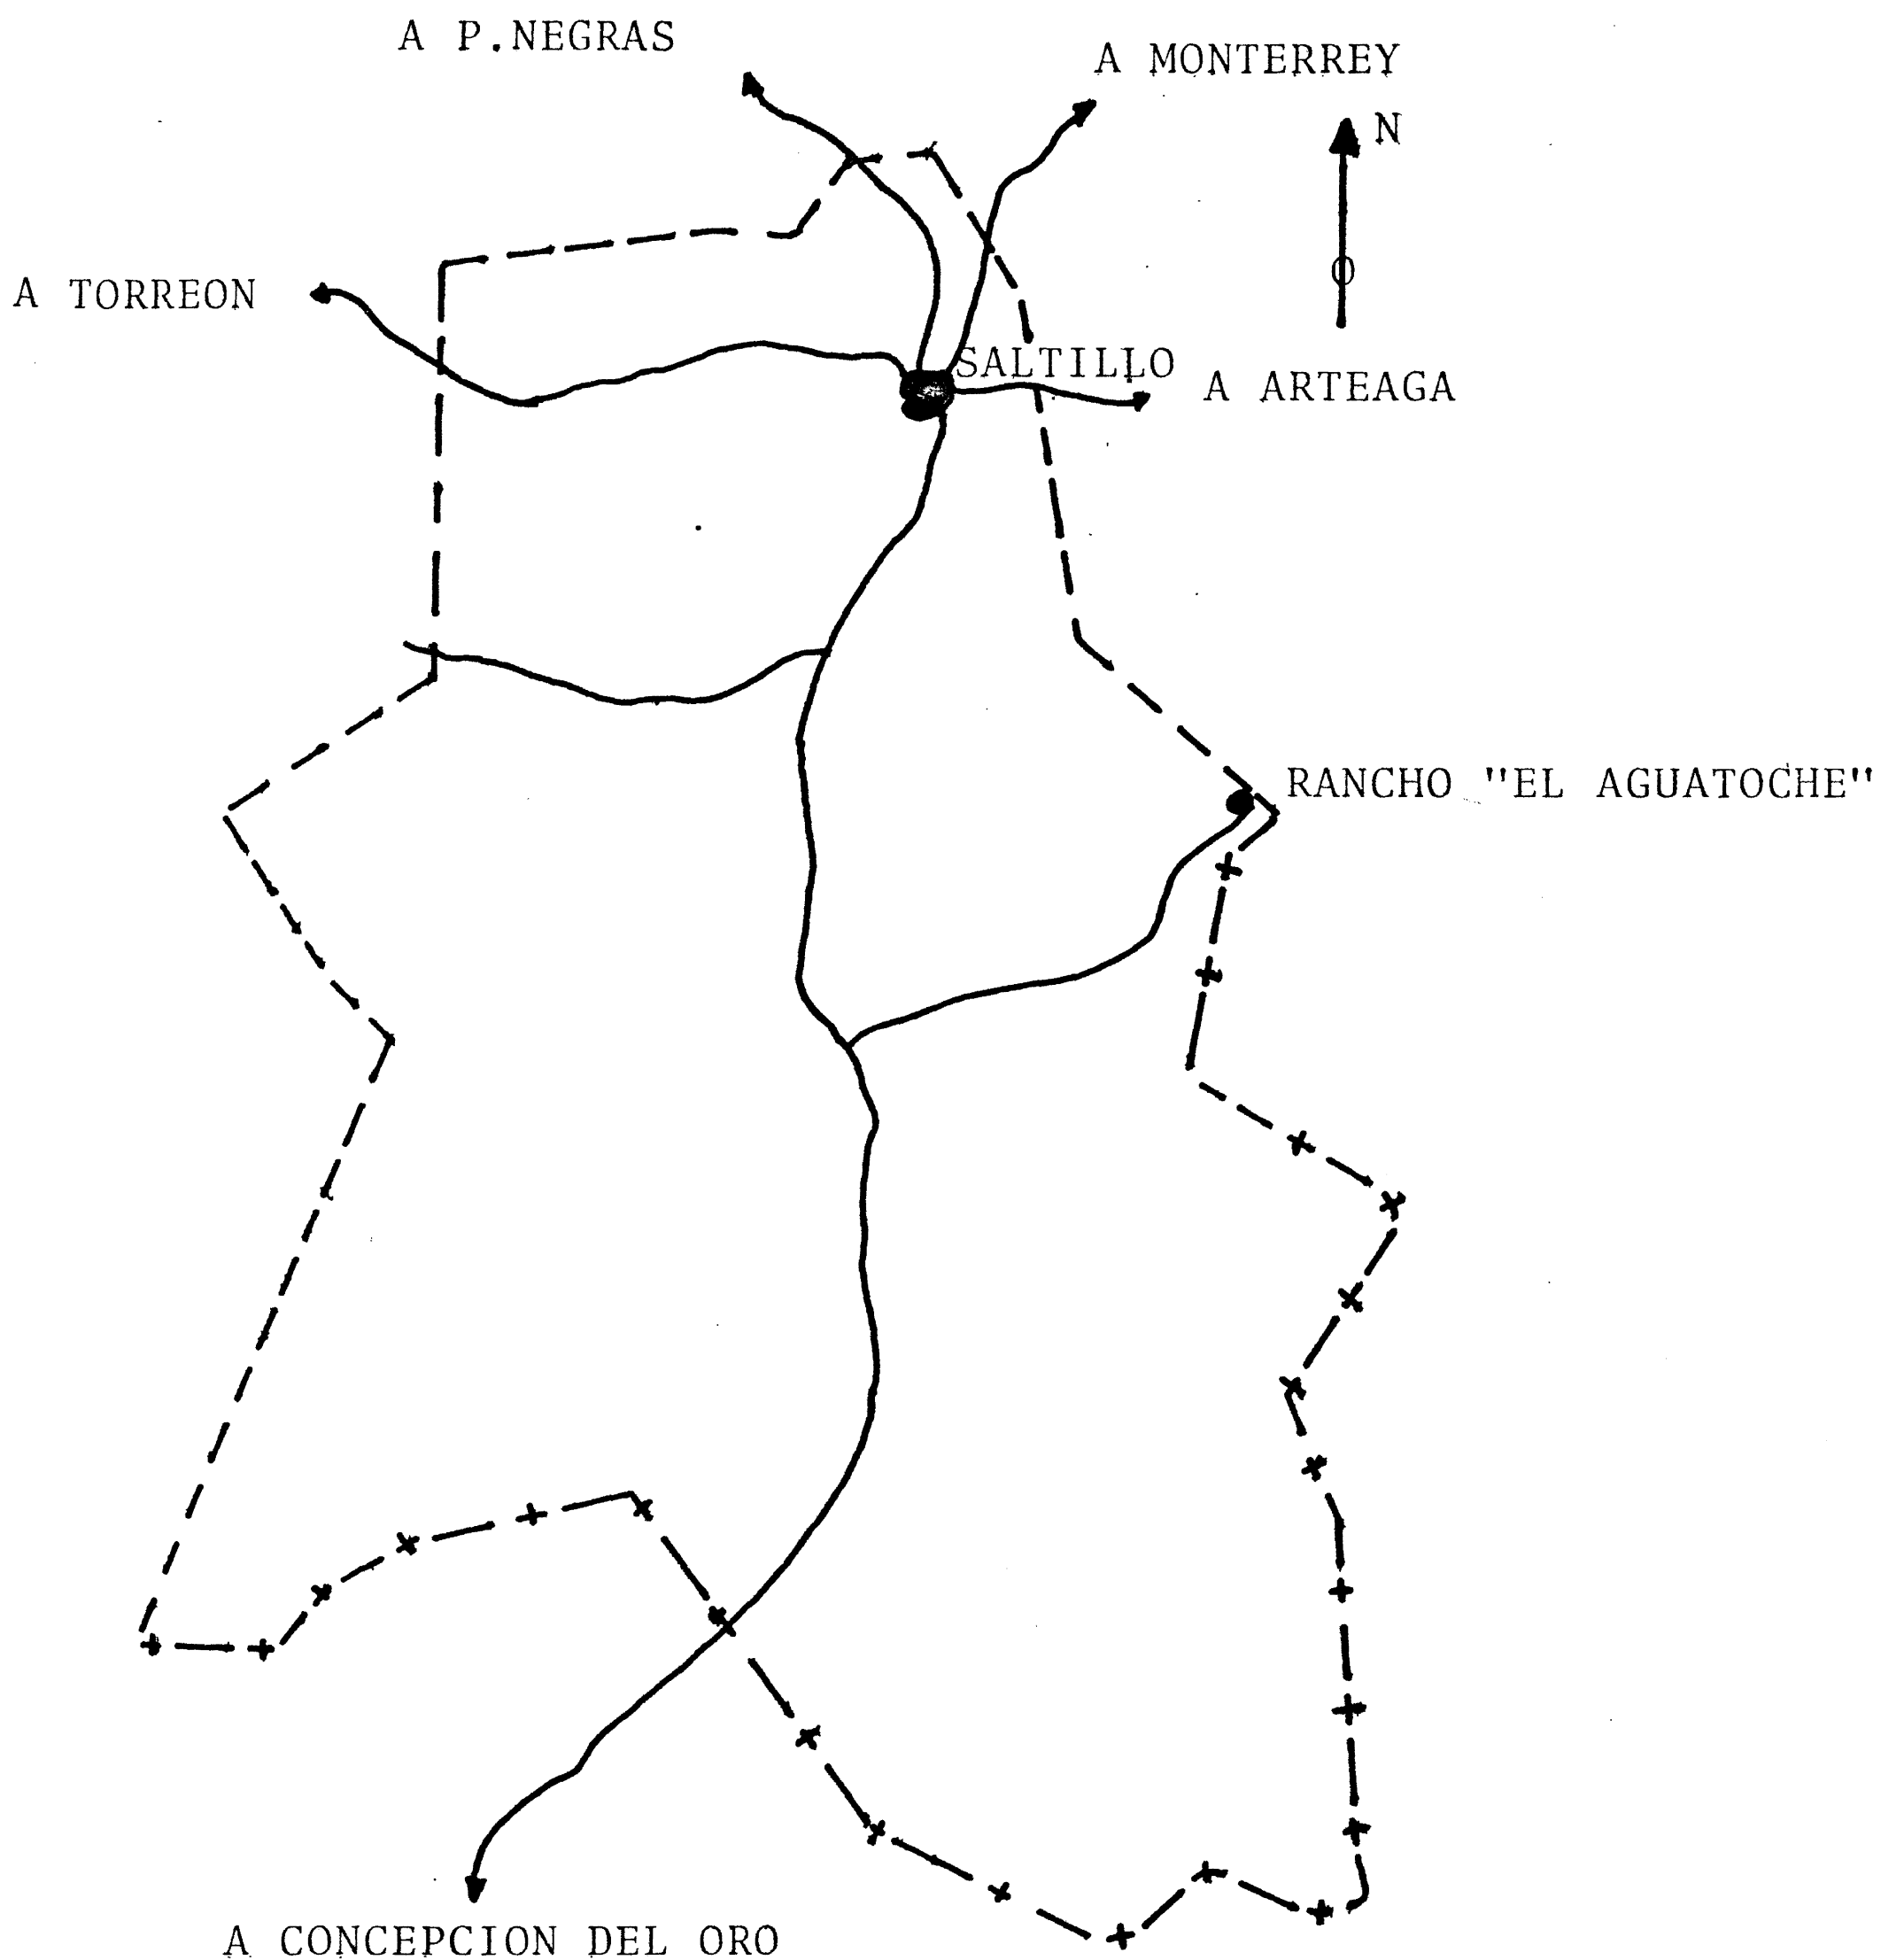 A P.NEGRAS
A MONTERREY
N
A TORREON
SALTILLO
A ARTEAGA
RANCHO "EL AGUATOCHE"
A CONCEPCION DEL ORO